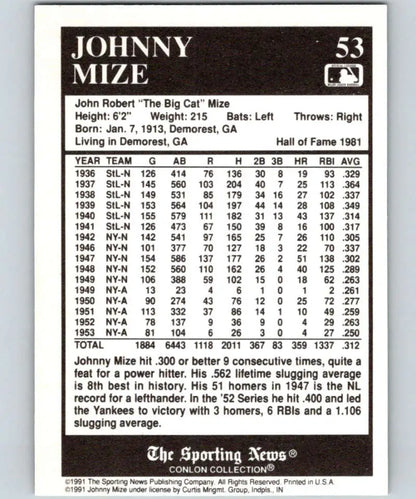 JOHNNY
MIZE
53
John Robert "The Big Cat" Mize
Height: 6'2" Weight: 215 Bats: Left Throws: Right
Born: Jan. 7, 1913, Demorest, GA
Living in Demorest, GA Hall of Fame 1981
YEAR TEAM G AB R H 2B 3B HR RBI AVG
1936 StL-N 126 414 76 136 30 8 19 93 .329
1937 StL-N 145 560 103 204 40 7 25 113 .364
1938 StL-N 149 531 85 179 34 16 27 102 .337
1939 StL-N 153 564 104 197 44 14 28 108 .349
1940 StL-N 155 579 111 182 31 13 43 137 .314
1941 StL-N 126 473 67 150 39 8 16 100 .317
1942 NY-N 142 541 97 165 25 7 26 110 .305
1946 NY-N 101 377 70 127 18 3 22 70 .337
1947 NY-N 154 586 137 177 26 2 51 138 .302
1948 NY-N 152 560 110 162 26 4 40 125 .289
1949 NY-N 106 388 59 102 15 0 18 62 .263
1949 NY-A 13 23 4 6 1 0 1 2 .261
1950 NY-A 90 274 43 76 12 0 25 72 .277
1951 NY-A 113 332 37 86 14 1 10 49 .259
1952 NY-A 78 137 9 36 9 0 4 29 .263
1953 NY-A 81 104 6 26 3 0 4 27 .250
TOTAL 1884 6443 1118 2011 367 83 359 1337 .312
Johnny Mize hit .300 or better 9 consecutive times, quite a
feat for a power hitter. His .562 lifetime slugging average
is 8th best in history. His 51 homers in 1947 is the NL
record for a lefthander. In the '52 Series he hit .400 and led
the Yankees to victory with 3 homers, 6 RBIs and a 1.106
slugging average.
The Sporting News®
CONLON COLLECTION®
©1991 The Sporting News Publishing Company. All Rights Reserved. Printed in U.S.A.
©1991 Johnny Mize under license by Curtis Mngmt. Group, Indpls., IN